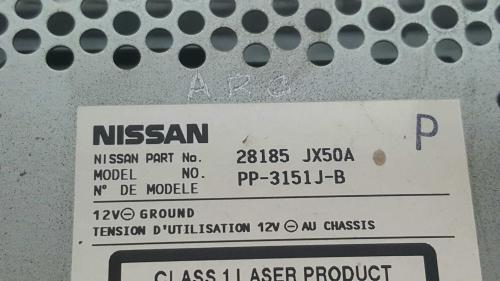 ARC
P
NISSAN
NISSAN PART No. 28185 JX50A
MODEL NO. PP-3151J-B
N° DE MODELE
12V⊖ GROUND
TENSION D'UTILISATION 12V ⊖ AU CHASSIS
CLASS 1 LASER PRODUCT